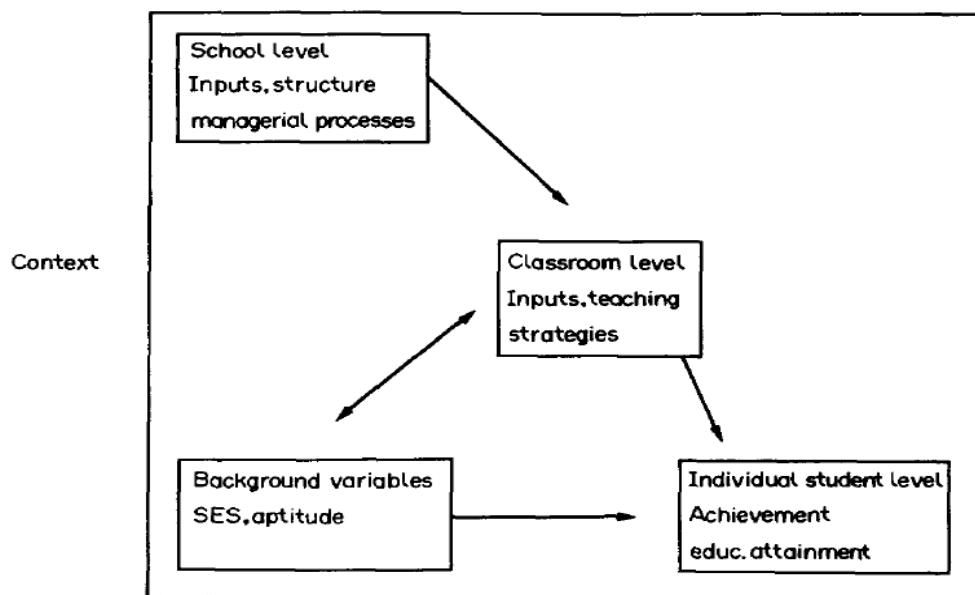 School level
Inputs,structure
managerial processes
Context
Classroom level
Inputs,teaching
strategies
Background variables
SES,aptitude
Individual student level
Achievement
educ.attainment